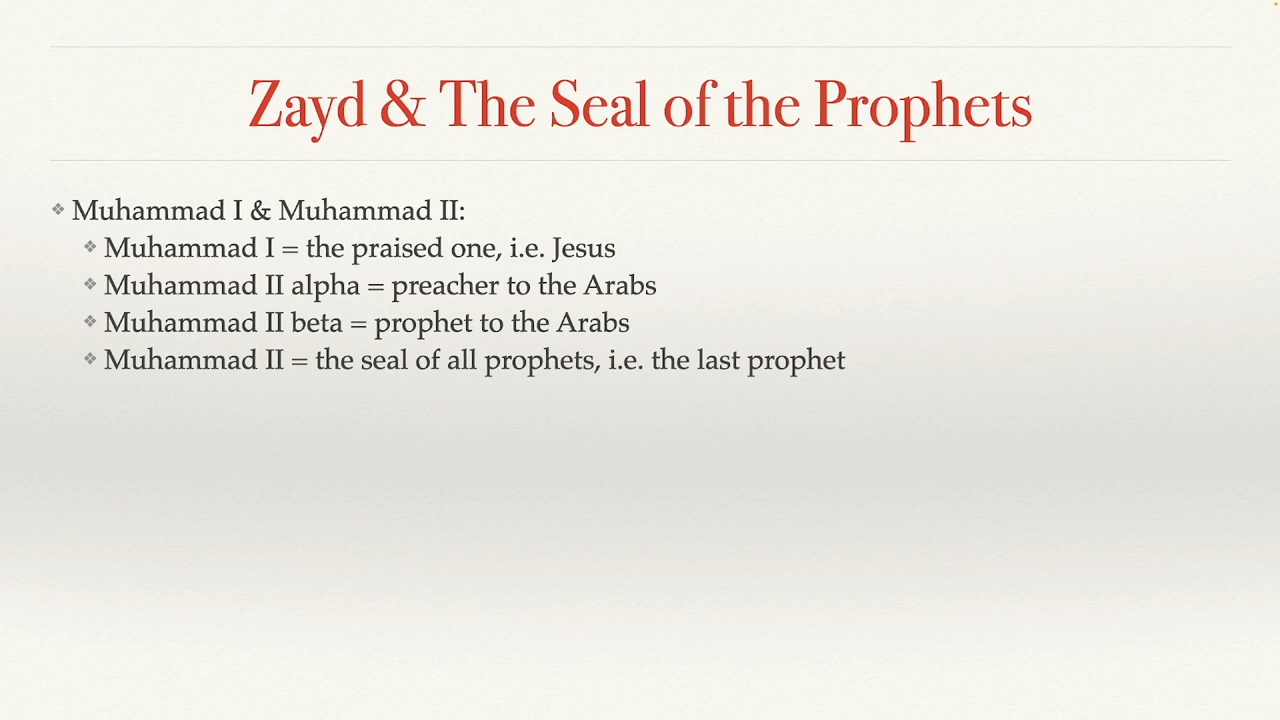 Zayd & The Seal of the Prophets
❖ Muhammad I & Muhammad II:
❖ Muhammad I = the praised one, i.e. Jesus
❖ Muhammad II alpha = preacher to the Arabs
❖ Muhammad II beta = prophet to the Arabs
❖ Muhammad II = the seal of all prophets, i.e. the last prophet